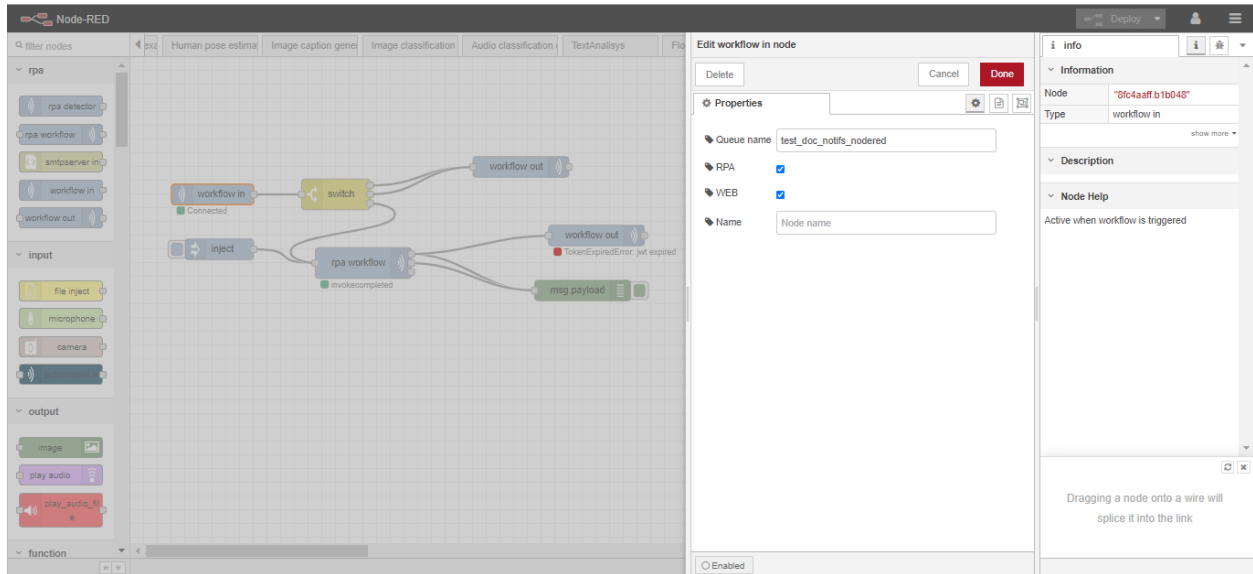 Node-RED
Deploy
filter nodes
Human pose estima
Image caption gener
Image classification
Audio classification
TextAnalisys
Flo
rpa
rpa detector
rpa workflow
smtpserver in
workflow in
workflow out
input
file inject
microphone
camera
output
image
play audio
play_audio_fil
e
function
workflow in
Connected
switch
workflow out
inject
rpa workflow
invokecompleted
workflow out
TokenExpiredError: jwt expired
msg.payload
Edit workflow in node
Delete
Cancel
Done
Properties
Queue name
test_doc_notifs_nodered
RPA
WEB
Name
Node name
Enabled
info
Information
Node
"8fc4aaff.b1b048"
Type
workflow in
show more
Description
Node Help
Active when workflow is triggered
Dragging a node onto a wire will
splice it into the link